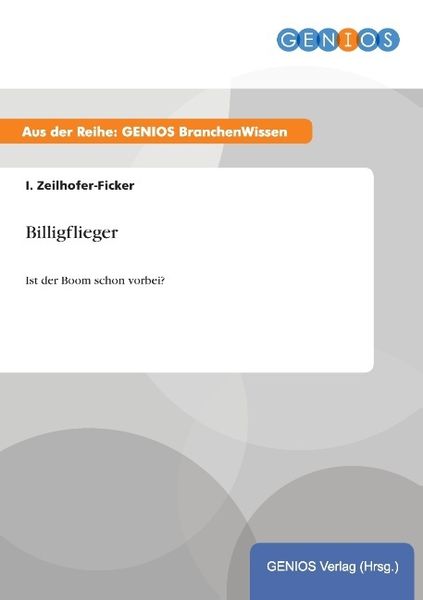 GENIOS
Aus der Reihe: GENIOS BranchenWissen
I. Zeilhofer-Ficker
Billigflieger
Ist der Boom schon vorbei?
GENIOS Verlag (Hrsg.)